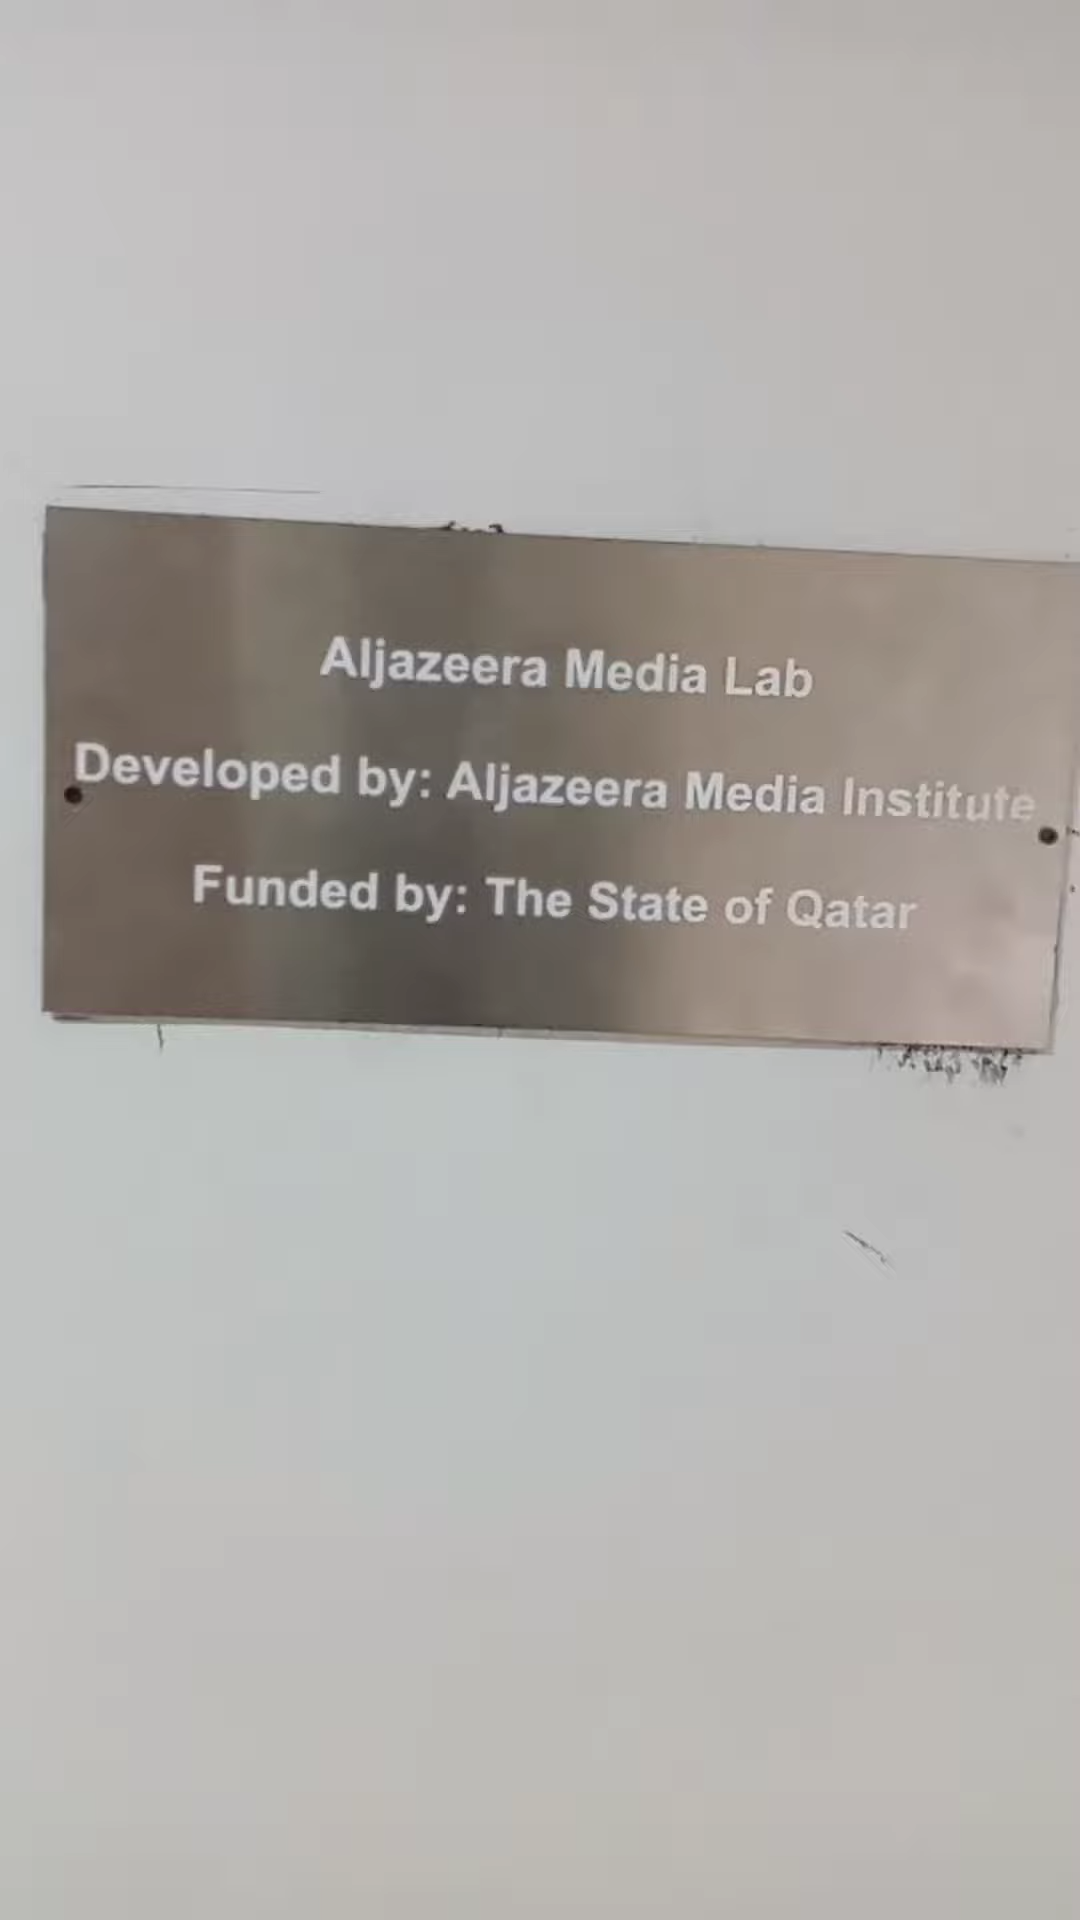 Aljazeera Media Lab
Developed by: Aljazeera Media Institute
Funded by: The State of Qatar